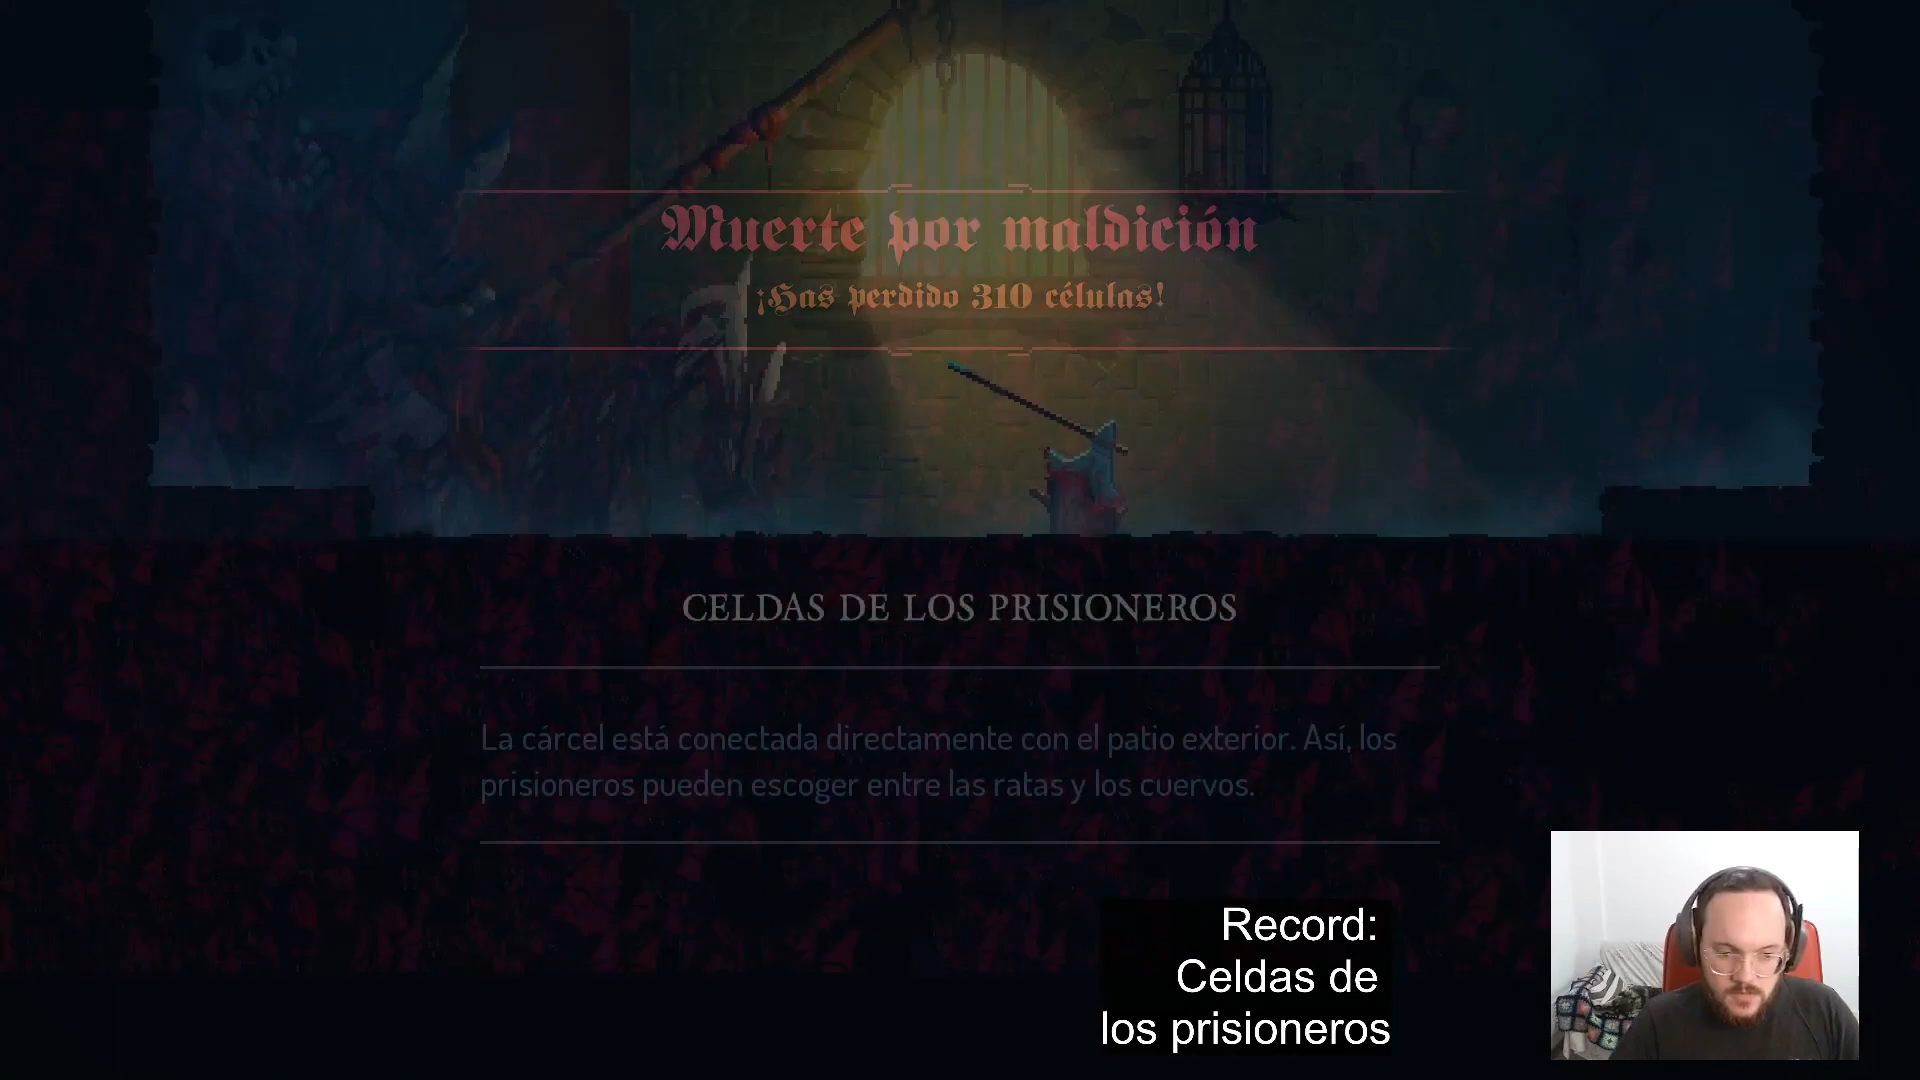 Muerte por maldición
¡Has perdido 310 células!
CELDAS DE LOS PRISIONEROS
La cárcel está conectada directamente con el patio exterior. Así, los
prisioneros pueden escoger entre las ratas y los cuervos.
Record:
Celdas de
los prisioneros